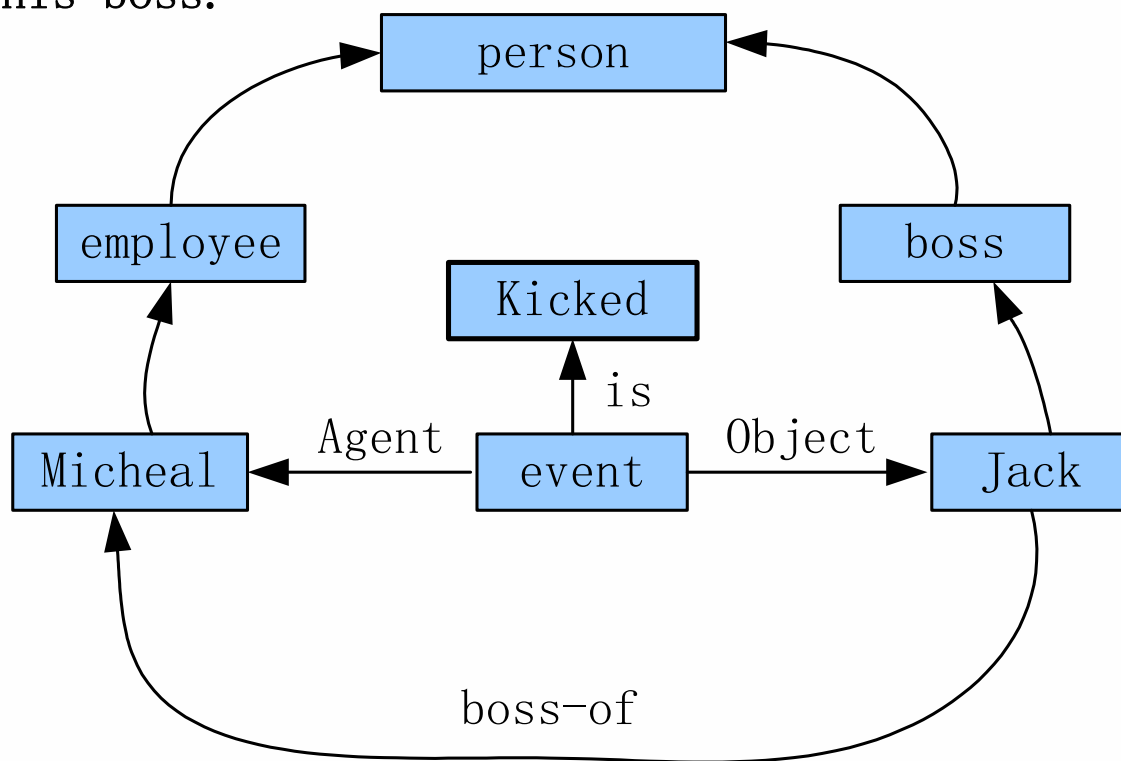 his boss.
person
employee
boss
Kicked
is
Agent
Object
Micheal
event
Jack
boss-of